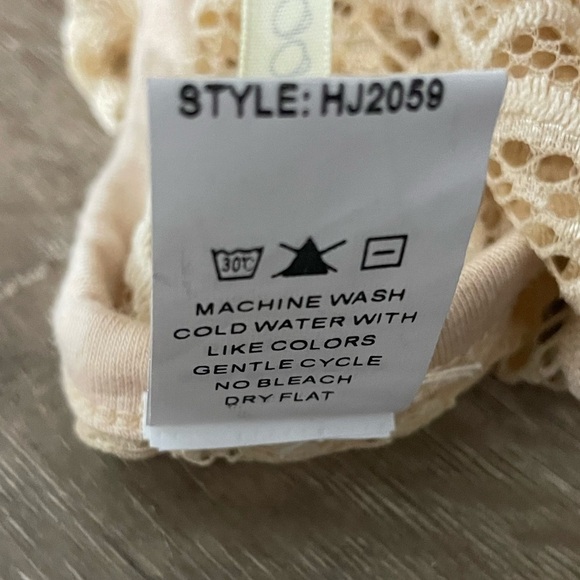 STYLE: HJ2059
30℃
MACHINE WASH
COLD WATER WITH
LIKE COLORS
GENTLE CYCLE
NO BLEACH
DRY FLAT